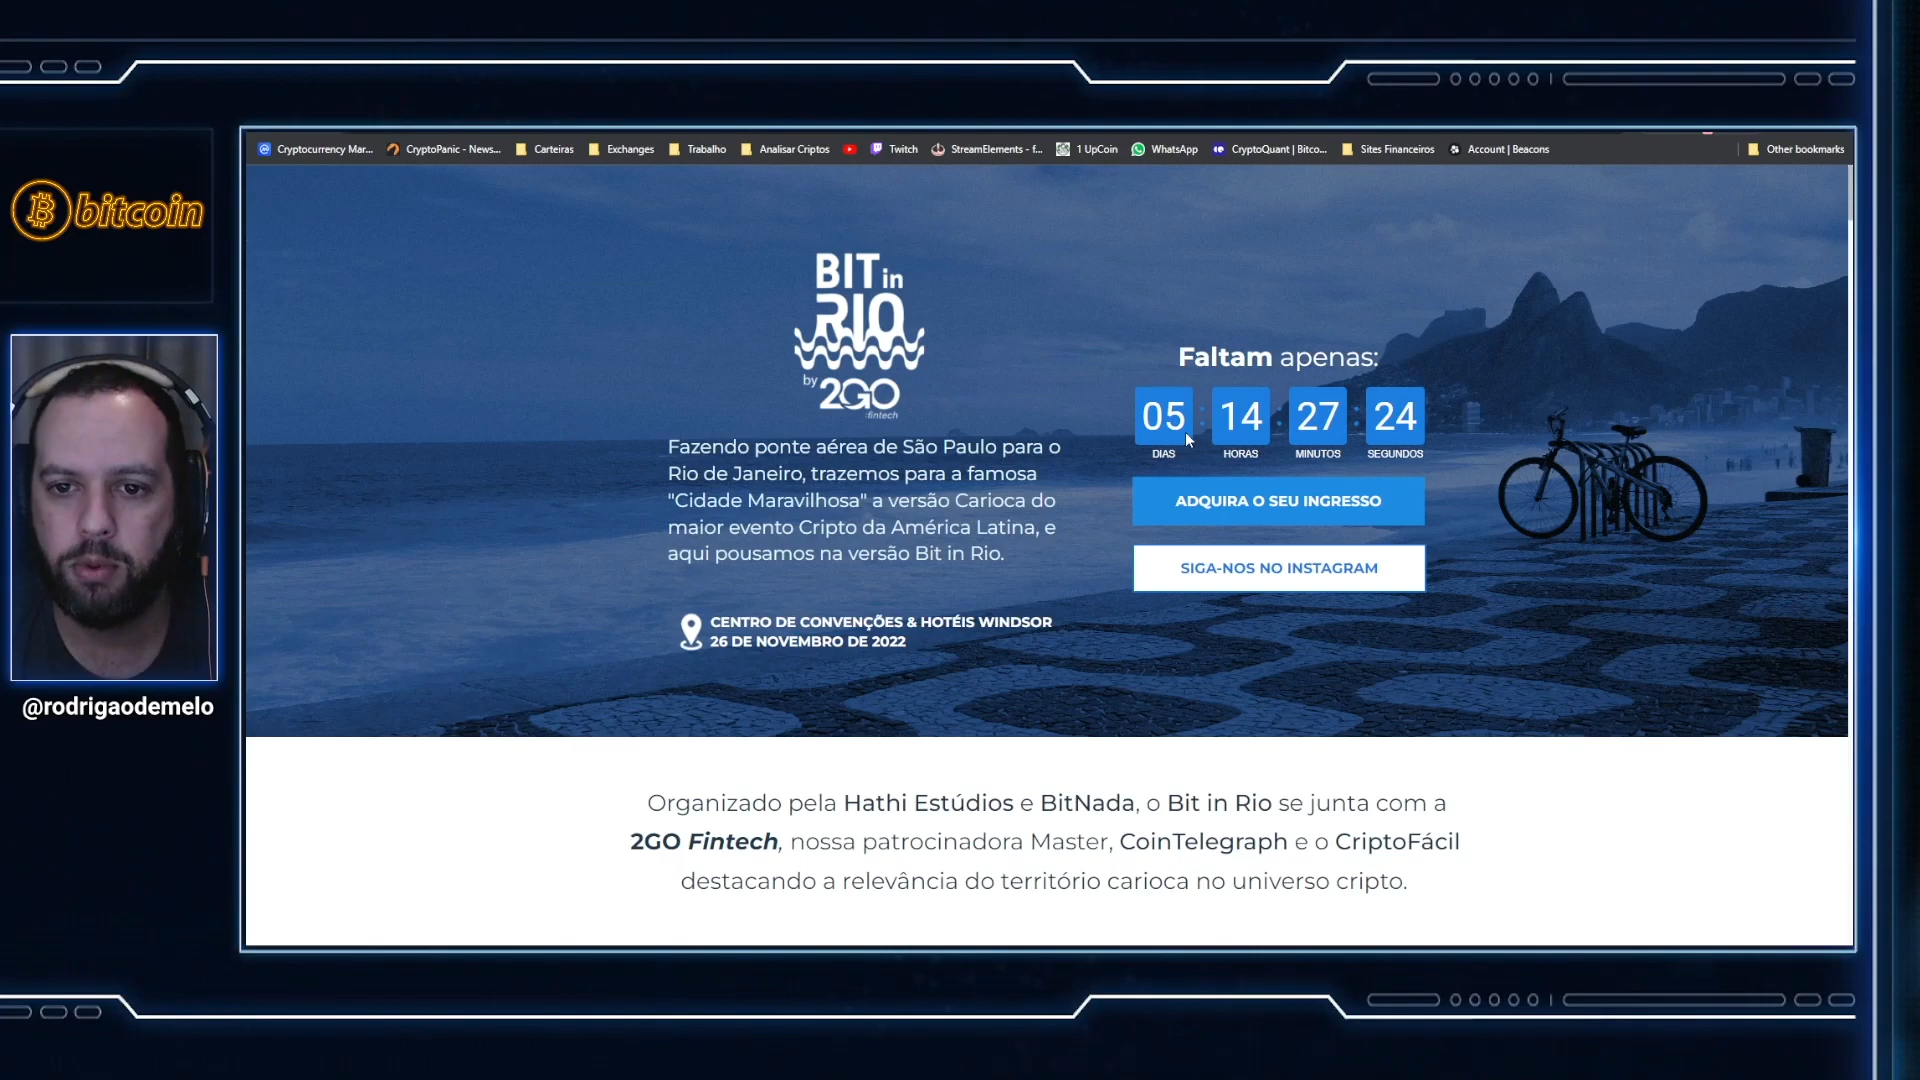 Cryptocurrency Mar...
CryptoPanic - News...
Carteiras
Exchanges
Trabalho
Analisar Criptos
Twitch
StreamElements - f...
1 UpCoin
WhatsApp
CryptoQuant | Bitco...
Sites Financeiros
Account | Beacons
Other bookmarks
bitcoin
@rodrigaodemelo
BIT in
RIO
by 2GO
:fintech
Fazendo ponte aérea de São Paulo para o
Rio de Janeiro, trazemos para a famosa
"Cidade Maravilhosa" a versão Carioca do
maior evento Cripto da América Latina, e
aqui pousamos na versão Bit in Rio.
CENTRO DE CONVENÇÕES & HOTÉIS WINDSOR
26 DE NOVEMBRO DE 2022
Faltam apenas:
05 : 14 : 27 : 24
DIAS HORAS MINUTOS SEGUNDOS
ADQUIRA O SEU INGRESSO
SIGA-NOS NO INSTAGRAM
Organizado pela Hathi Estúdios e BitNada, o Bit in Rio se junta com a
2GO Fintech, nossa patrocinadora Master, CoinTelegraph e o CriptoFácil
destacando a relevância do território carioca no universo cripto.